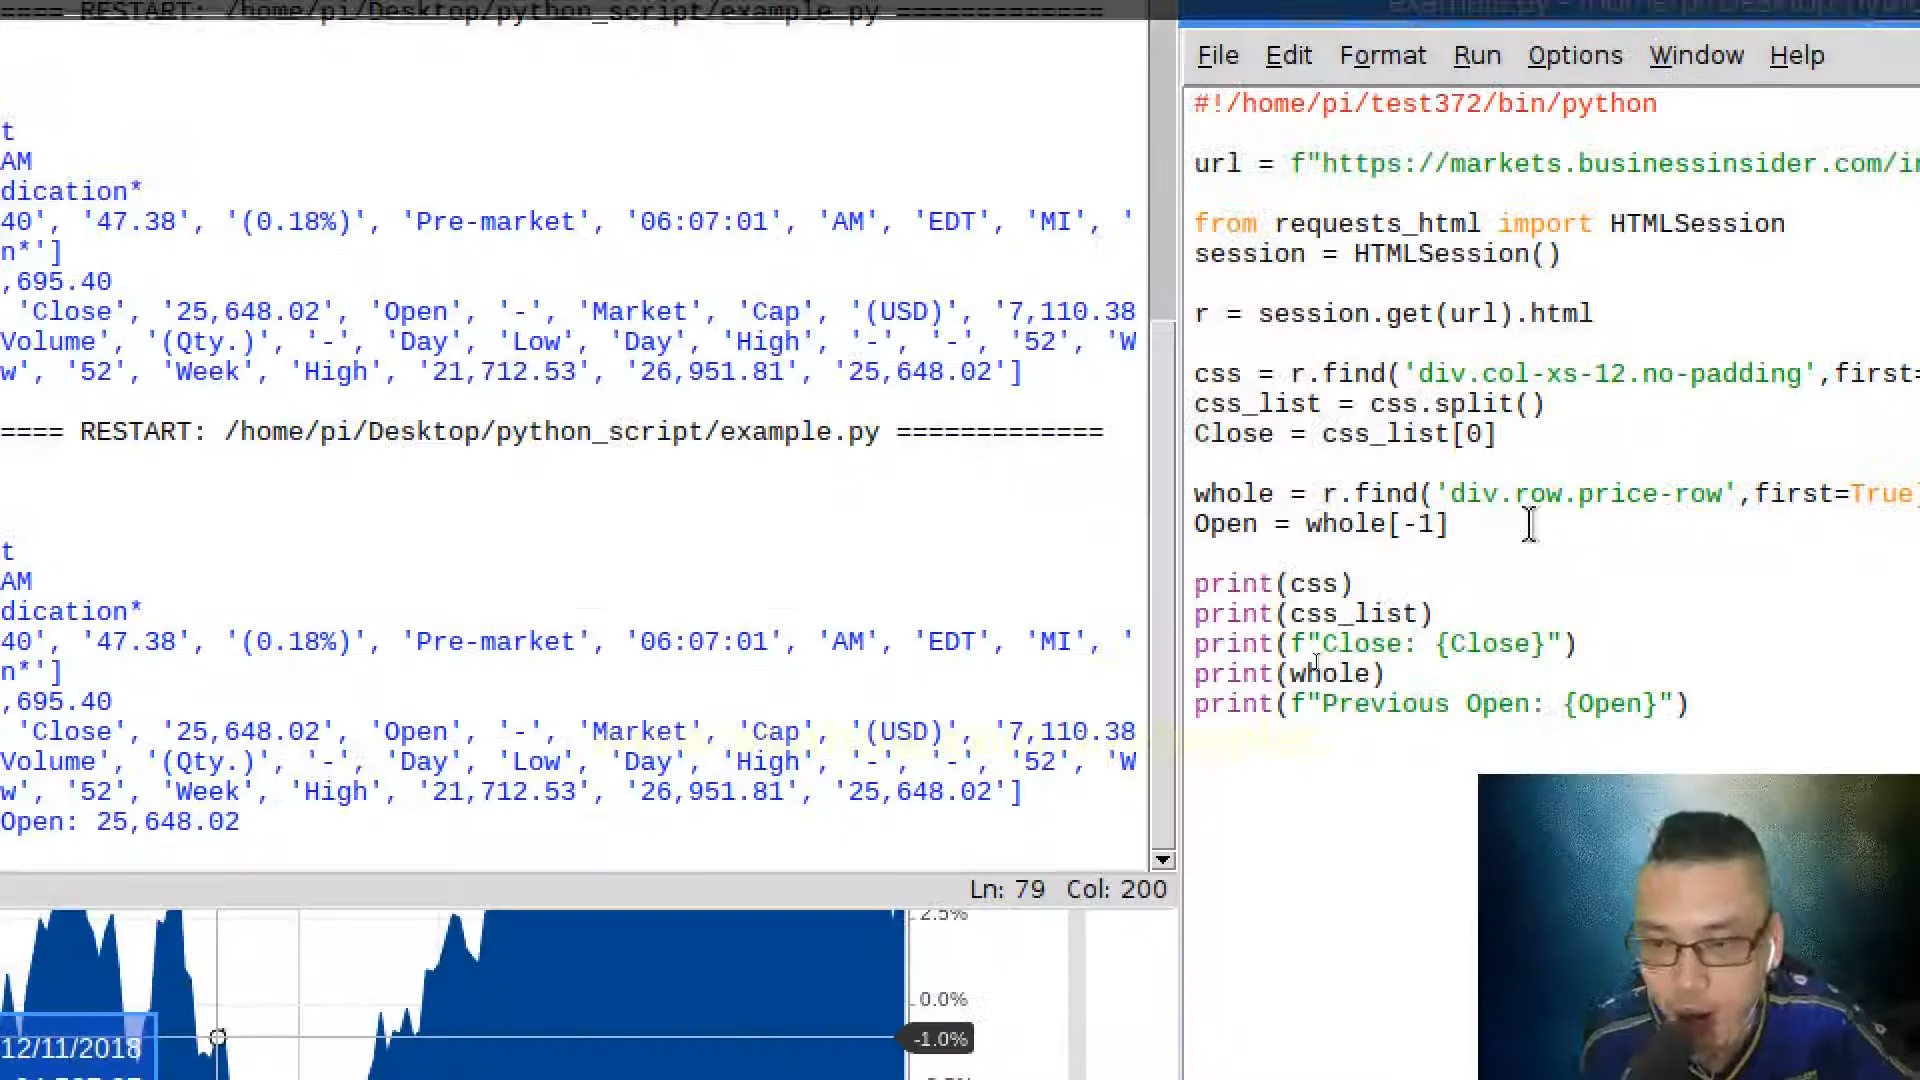 ==== RESTART: /home/pi/Desktop/python_script/example.py =============
t
AM
dication*
40', '47.38', '(0.18%)', 'Pre-market', '06:07:01', 'AM', 'EDT', 'MI', '
n*']
,695.40
'Close', '25,648.02', 'Open', '-', 'Market', 'Cap', '(USD)', '7,110.38
Volume', '(Qty.)', '-', 'Day', 'Low', 'Day', 'High', '-', '-', '52', 'W
w', '52', 'Week', 'High', '21,712.53', '26,951.81', '25,648.02']
==== RESTART: /home/pi/Desktop/python_script/example.py =============
t
AM
dication*
40', '47.38', '(0.18%)', 'Pre-market', '06:07:01', 'AM', 'EDT', 'MI', '
n*']
,695.40
'Close', '25,648.02', 'Open', '-', 'Market', 'Cap', '(USD)', '7,110.38
Volume', '(Qty.)', '-', 'Day', 'Low', 'Day', 'High', '-', '-', '52', 'W
w', '52', 'Week', 'High', '21,712.53', '26,951.81', '25,648.02']
Open: 25,648.02
Ln: 79 Col: 200
2.5%
0.0%
-1.0%
12/11/2018
File Edit Format Run Options Window Help
#!/home/pi/test372/bin/python
url = f"https://markets.businessinsider.com/in
from requests_html import HTMLSession
session = HTMLSession()
r = session.get(url).html
css = r.find('div.col-xs-12.no-padding',first=
css_list = css.split()
Close = css_list[0]
whole = r.find('div.row.price-row',first=True)
Open = whole[-1]
print(css)
print(css_list)
print(f"Close: {Close}")
print(whole)
print(f"Previous Open: {Open}")